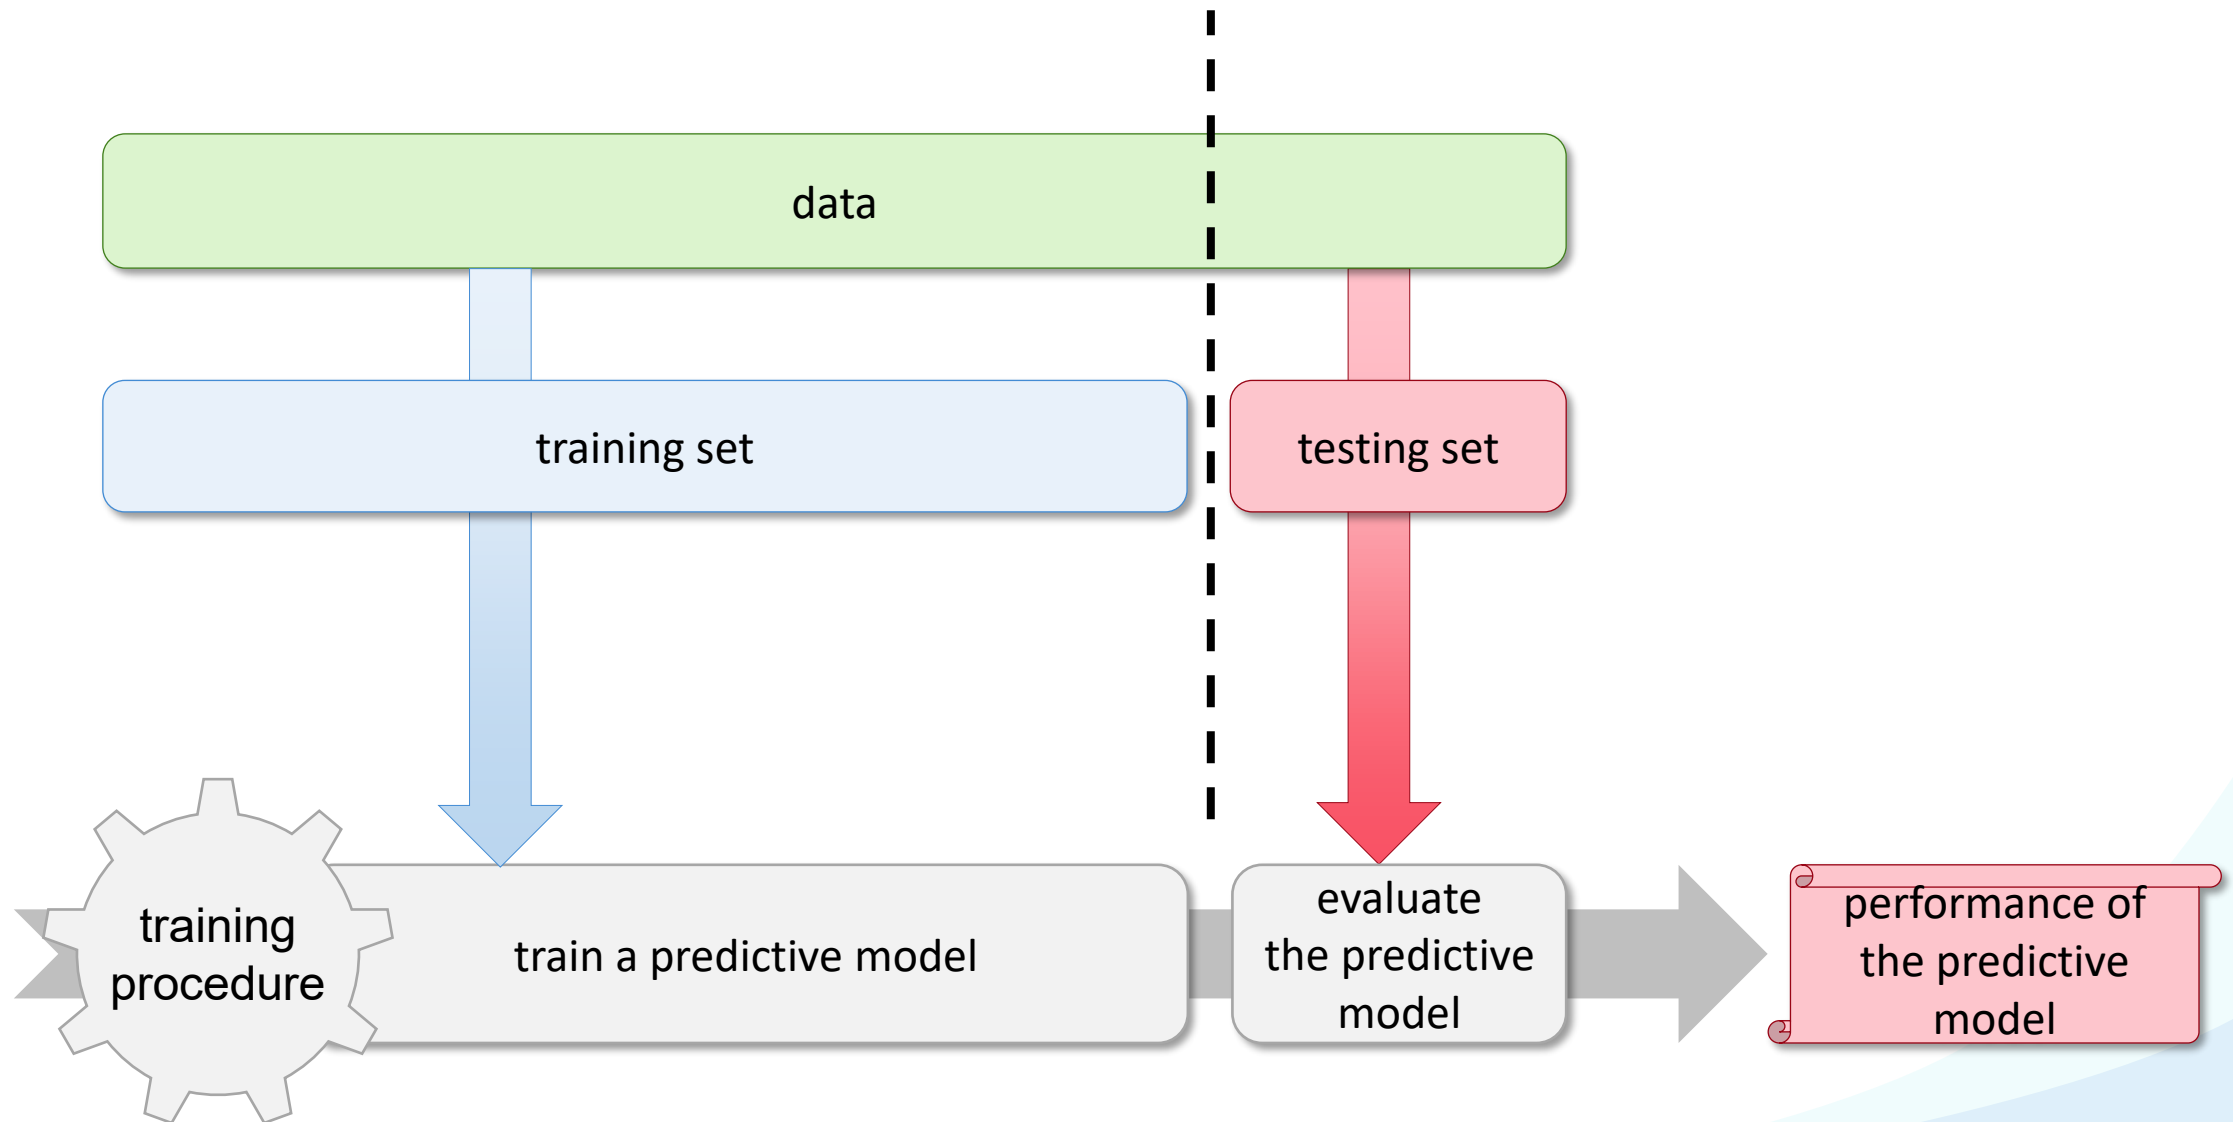 data
training set
testing set
training
procedure
train a predictive model
evaluate
the predictive
model
performance of
the predictive
model